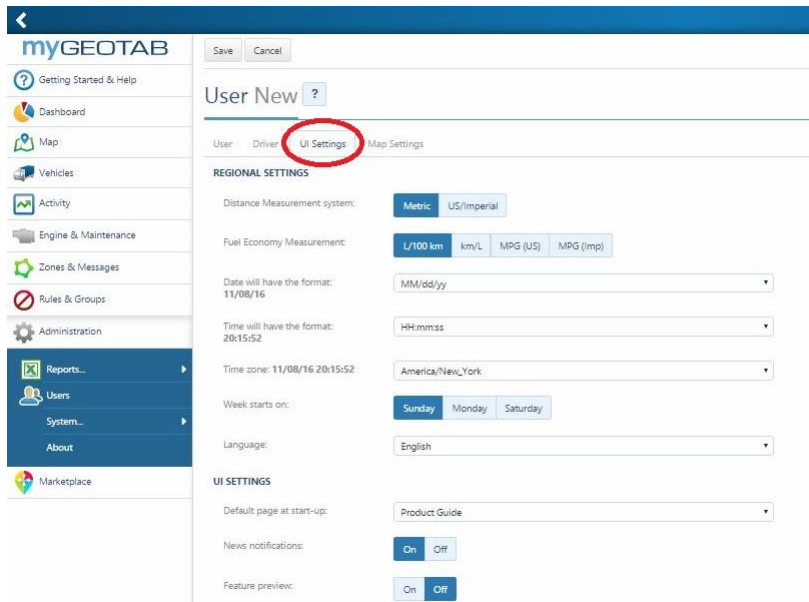 myGEOTAB
Getting Started & Help
Dashboard
Map
Vehicles
Activity
Engine & Maintenance
Zones & Messages
Rules & Groups
Administration
Reports...
Users
System...
About
Marketplace
Save Cancel
User New ?
User Driver UI Settings Map Settings
REGIONAL SETTINGS
Distance Measurement system: Metric US/Imperial
Fuel Economy Measurement: L/100 km km/L MPG (US) MPG (Imp)
Date will have the format: MM/dd/yy
11/08/16
Time will have the format: HH:mm:ss
20:15:52
Time zone: 11/08/16 20:15:52 America/New_York
Week starts on: Sunday Monday Saturday
Language: English
UI SETTINGS
Default page at start-up: Product Guide
News notifications: On Off
Feature preview: On Off